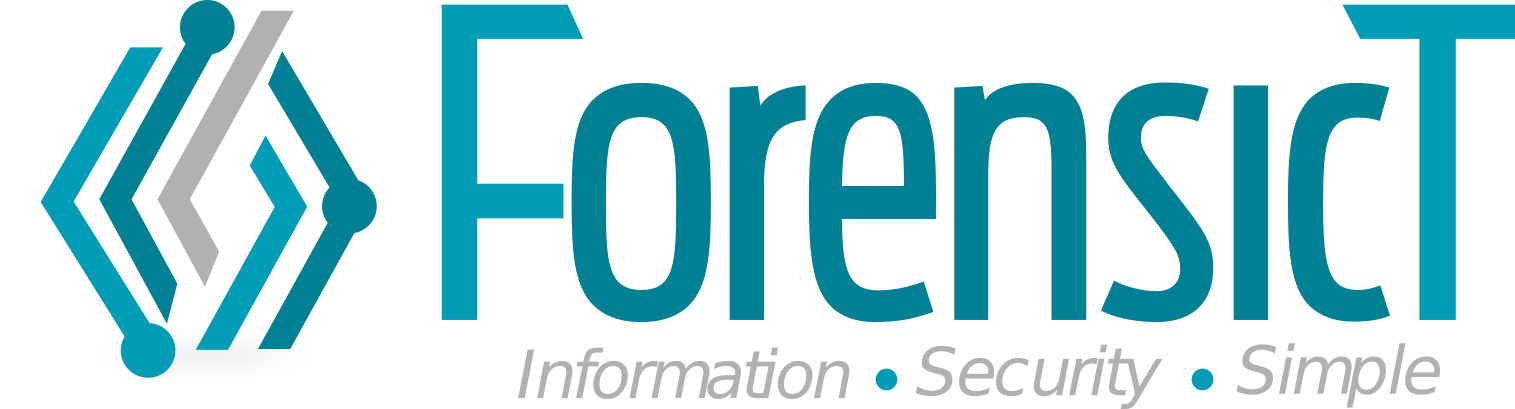 ForensicT
Information • Security • Simple